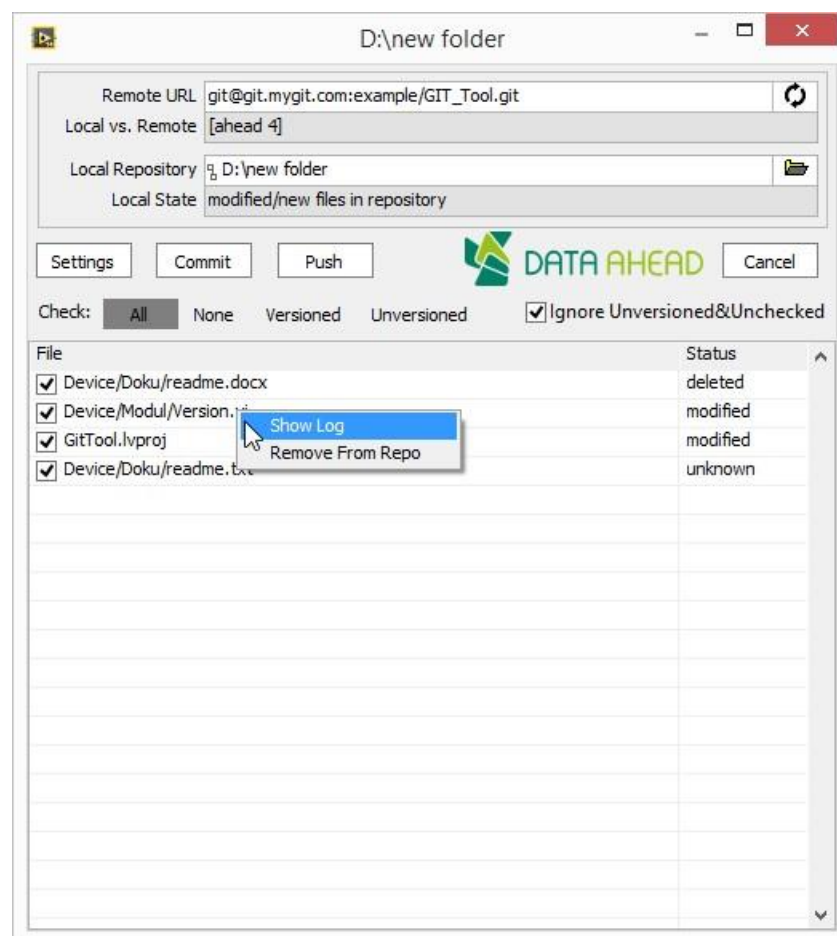 D:\new folder
Remote URL git@git.mygit.com:example/GIT_Tool.git
Local vs. Remote [ahead 4]
Local Repository D:\new folder
Local State modified/new files in repository
Settings Commit Push DATA AHEAD Cancel
Check: All None Versioned Unversioned Ignore Unversioned&Unchecked
File Status
Device/Doku/readme.docx deleted
Device/Modul/Version.vi modified
Show Log
GitTool.lvproj modified
Remove From Repo
Device/Doku/readme.txt unknown